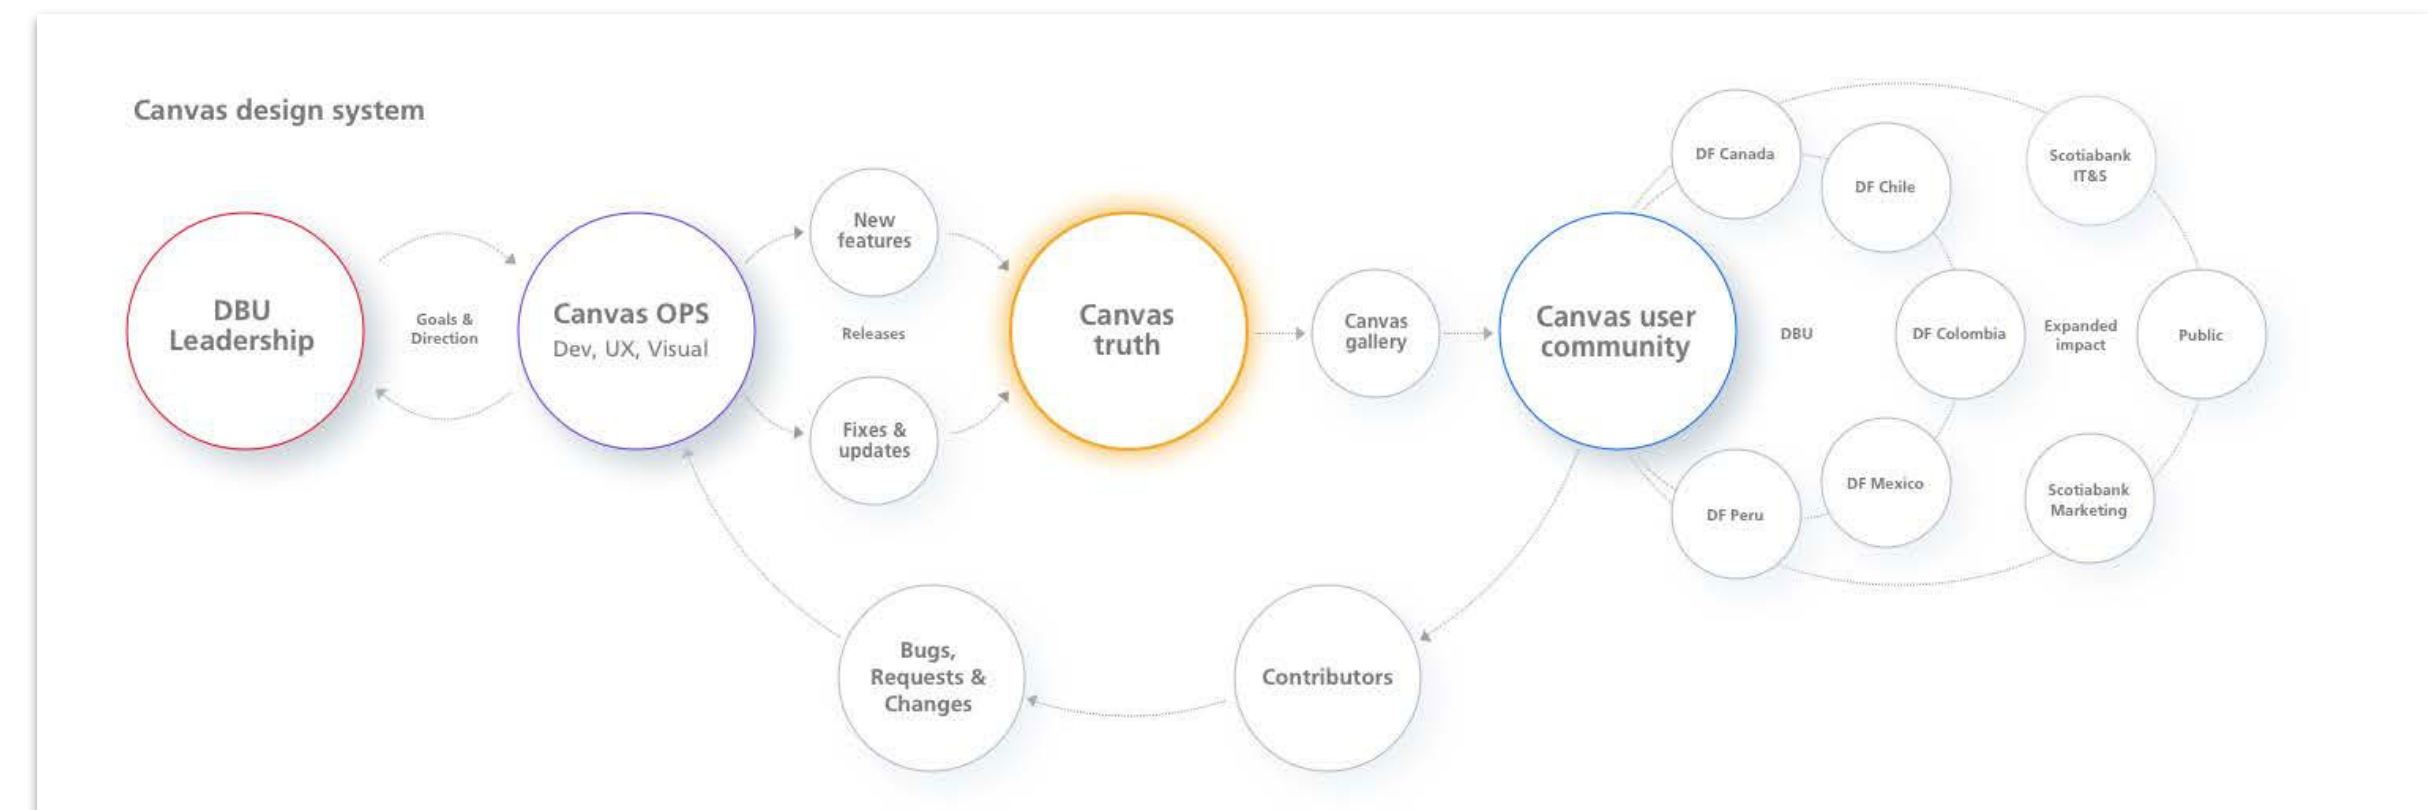 Canvas design system
DBU
Leadership
Goals &
Direction
Canvas OPS
Dev, UX, Visual
New
features
Releases
Fixes &
updates
Canvas
truth
Canvas
gallery
Canvas user
community
DBU
DF Canada
DF Chile
DF Colombia
DF Mexico
DF Peru
Expanded
impact
Scotiabank
IT&S
Public
Scotiabank
Marketing
Contributors
Bugs,
Requests &
Changes